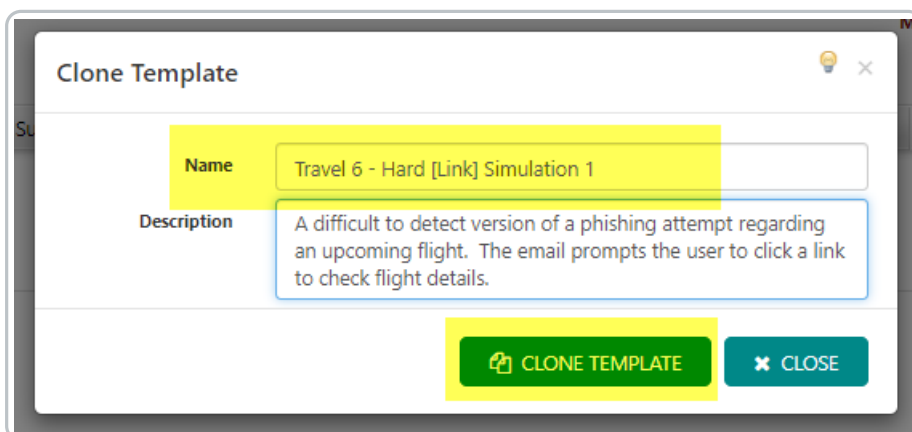 Clone Template
Name
Travel 6 - Hard [Link] Simulation 1
Description
A difficult to detect version of a phishing attempt regarding
an upcoming flight.  The email prompts the user to click a link
to check flight details.
CLONE TEMPLATE
CLOSE